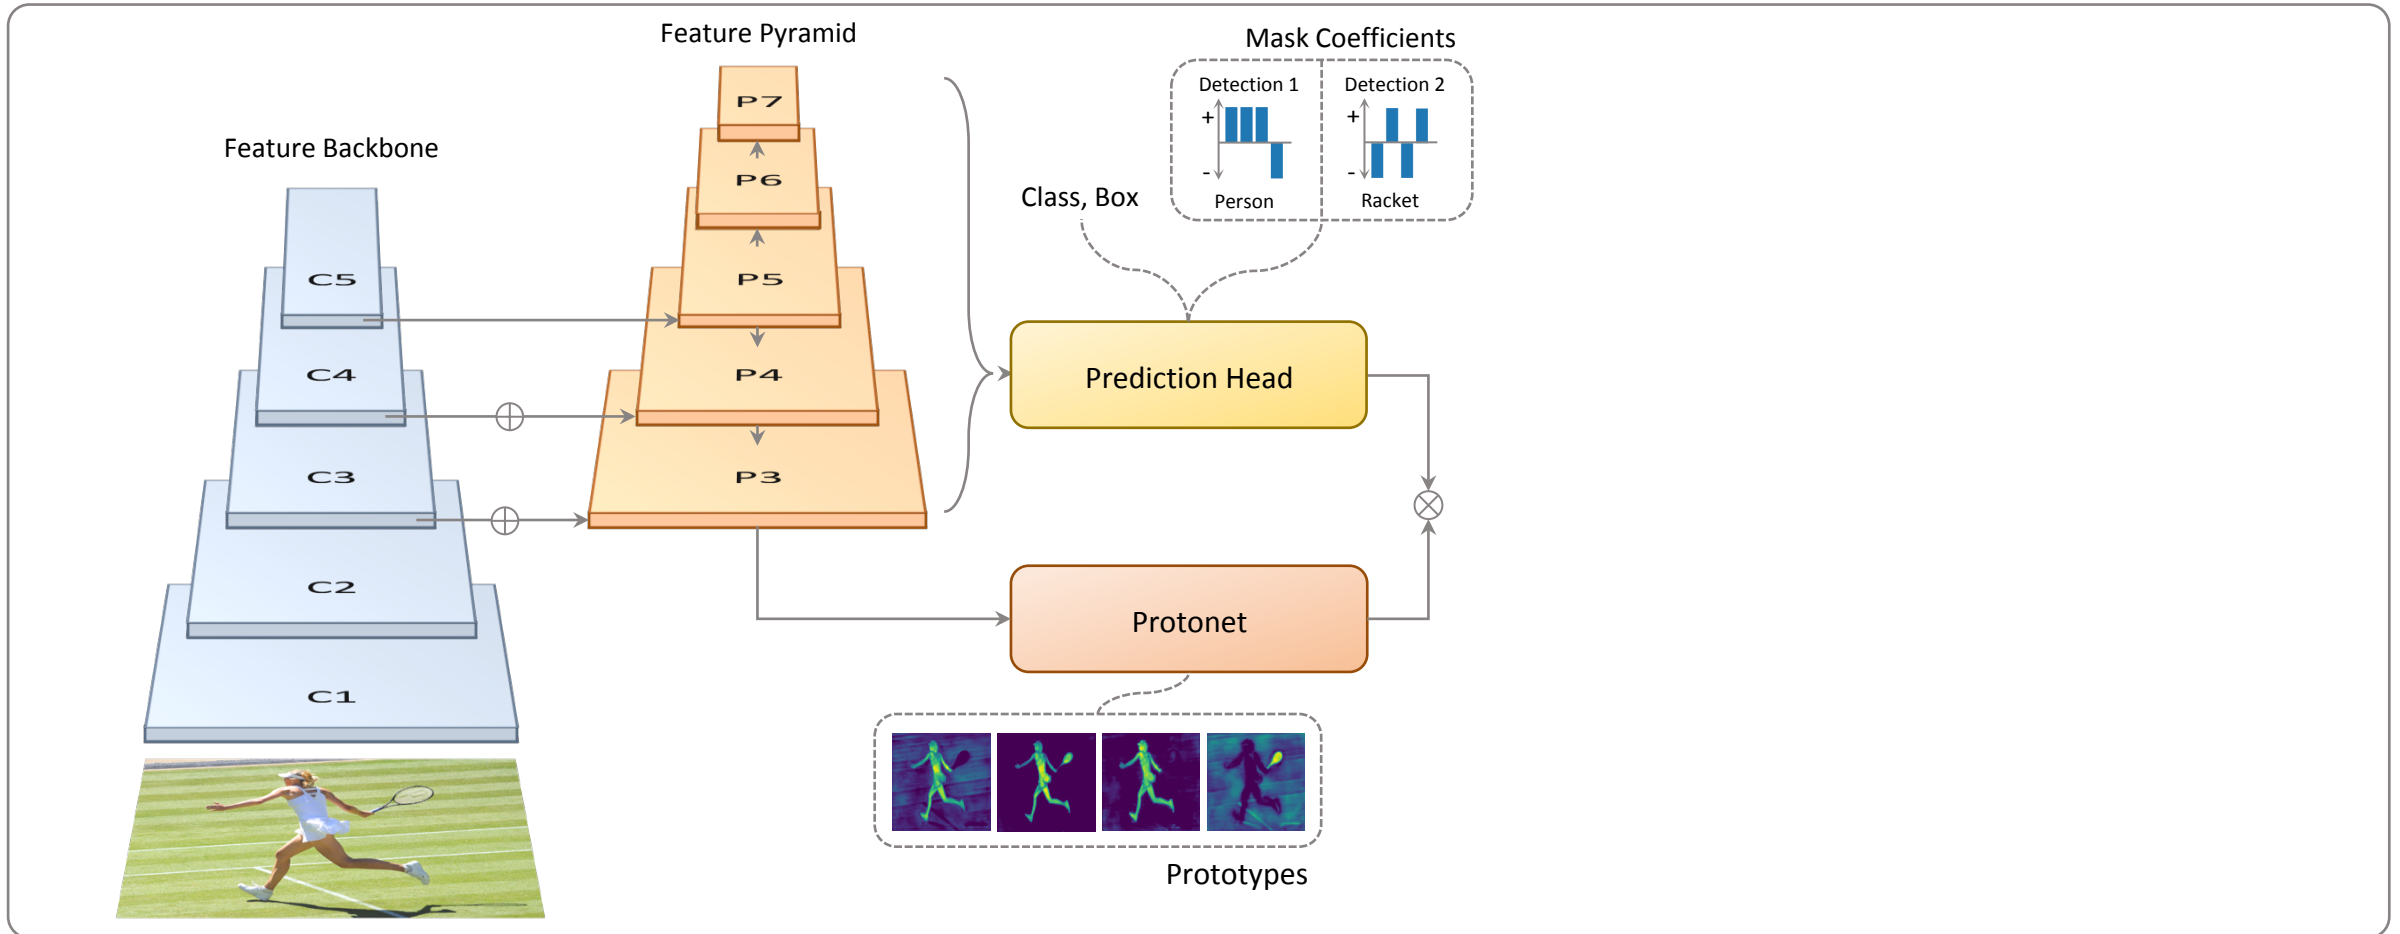 Feature Pyramid
Mask Coefficients
P7
Detection 1
Detection 2
+
+
Feature Backbone
P6
-
-
Class, Box
Person
Racket
C5
P5
C4
P4
Prediction Head
C3
P3
C2
Protonet
C1
Prototypes